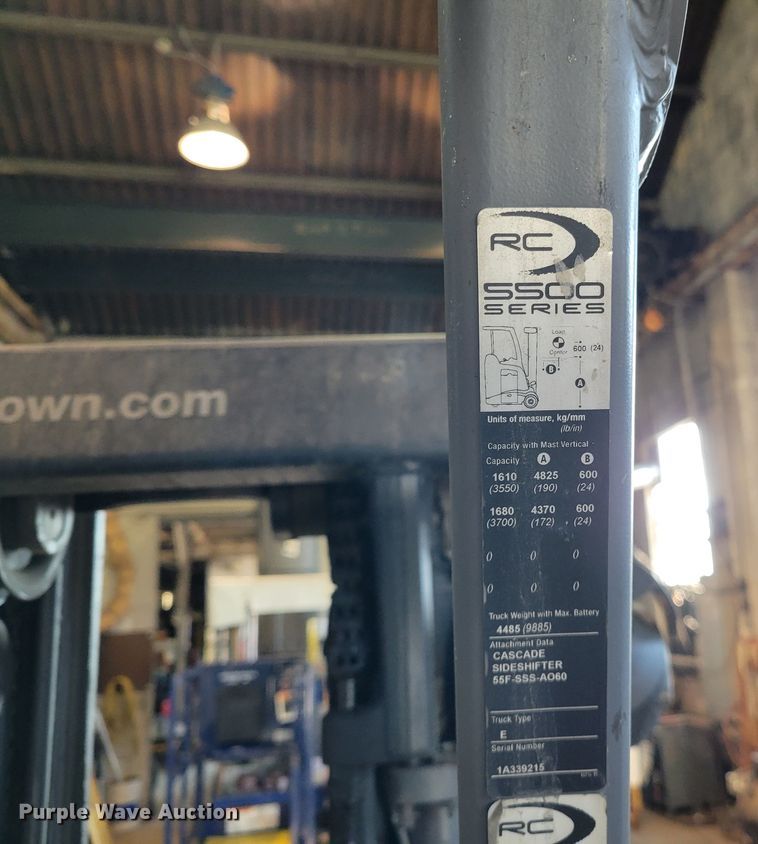 RC
5500
SERIES
Load
Center
600 (24)
B
A
own.com
Units of measure, kg/mm
(lb/in)
Capacity with Mast Vertical
Capacity A B
1610 4825 600
(3550) (190) (24)
1680 4370 600
(3700) (172) (24)
0 0 0
0 0 0
Truck Weight with Max. Battery
4485 (9885)
Attachment Data
CASCADE
SIDESHIFTER
55F-SSS-AO60
Truck Type
E
Serial Number
1A339215
RC
Purple Wave Auction